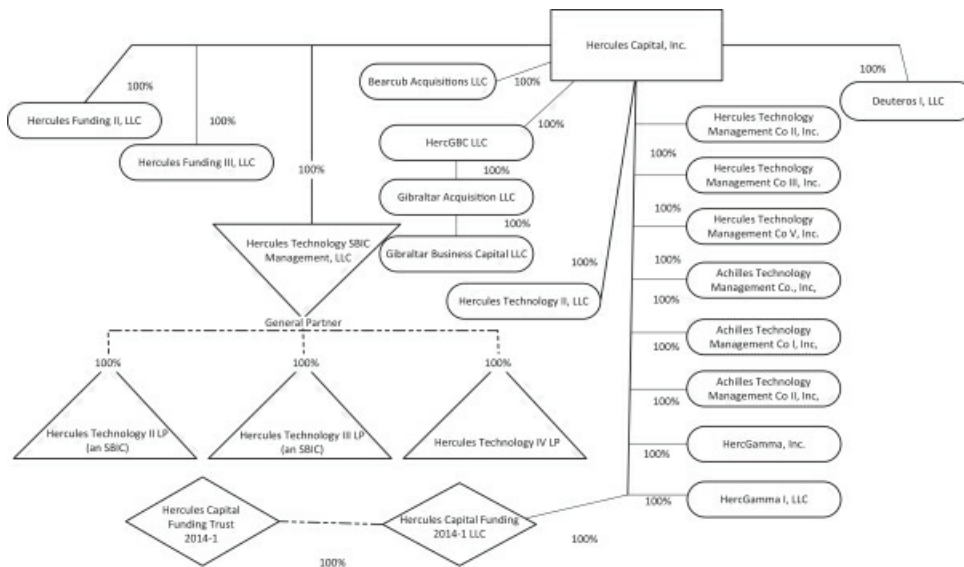 Hercules Capital, Inc.
100%
Bearcub Acquisitions LLC
100%
100%
Deuteros I, LLC
100%
Hercules Funding II, LLC
100%
Hercules Funding III, LLC
100%
HercGBC LLC
100%
100%
Gibraltar Acquisition LLC
100%
Gibraltar Business Capital LLC
Hercules Technology SBIC
Management, LLC
100%
Hercules Technology II, LLC
Hercules Technology
Management Co II, Inc.
100%
Hercules Technology
Management Co III, Inc.
100%
Hercules Technology
Management Co V, Inc.
100%
Achilles Technology
Management Co., Inc,
100%
Achilles Technology
Management Co I, Inc,
100%
Achilles Technology
Management Co II, Inc,
100%
HercGamma, Inc.
100%
HercGamma I, LLC
100%
General Partner
100%
100%
100%
Hercules Technology II LP
(an SBIC)
Hercules Technology III LP
(an SBIC)
Hercules Technology IV LP
Hercules Capital
Funding Trust
2014-1
Hercules Capital Funding
2014-1 LLC
100%
100%